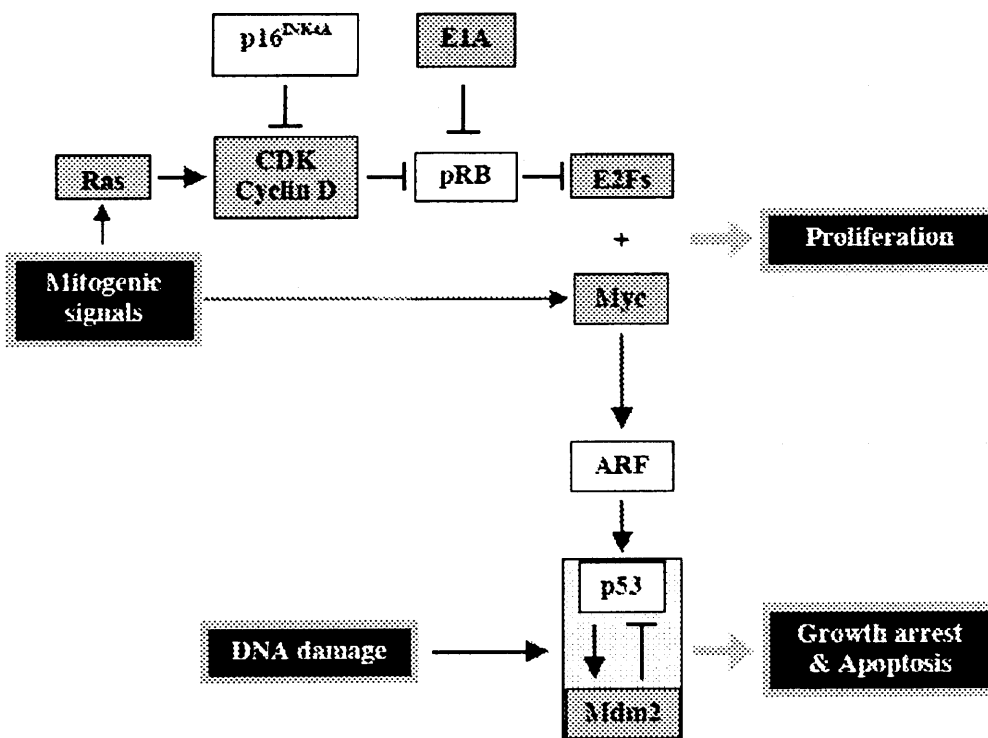 p16INK4A
E1A
Ras
CDK
Cyclin D
pRB
E2Fs
+
Proliferation
Mitogenic
signals
Myc
ARF
p53
DNA damage
Growth arrest
& Apoptosis
Mdm2